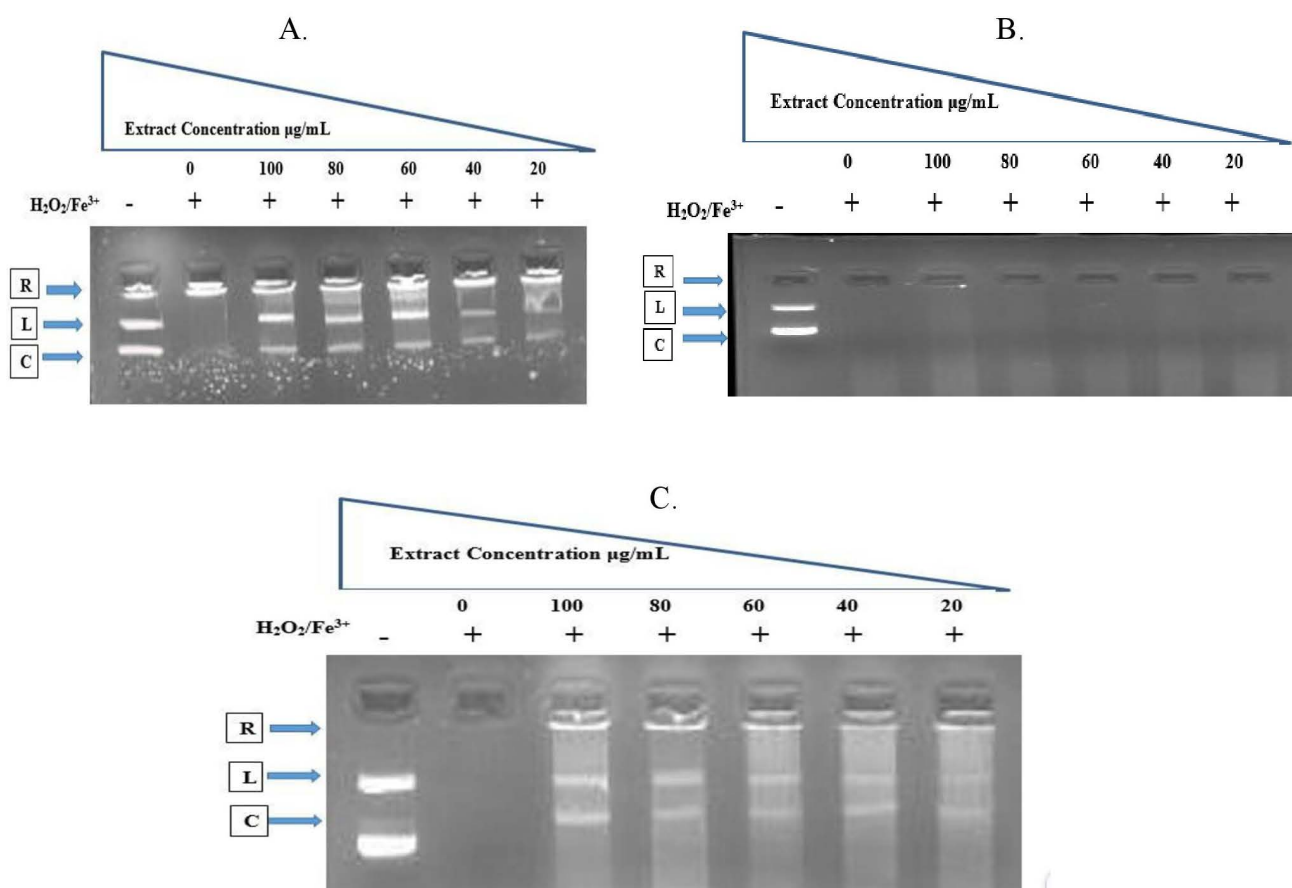 A.
Extract Concentration µg/mL
0 100 80 60 40 20
H₂O₂/Fe³⁺ - + + + + + +
R
L
C
B.
Extract Concentration µg/mL
0 100 80 60 40 20
H₂O₂/Fe³⁺ - + + + + + +
R
L
C
C.
Extract Concentration µg/mL
0 100 80 60 40 20
H₂O₂/Fe³⁺ - + + + + + +
R
L
C